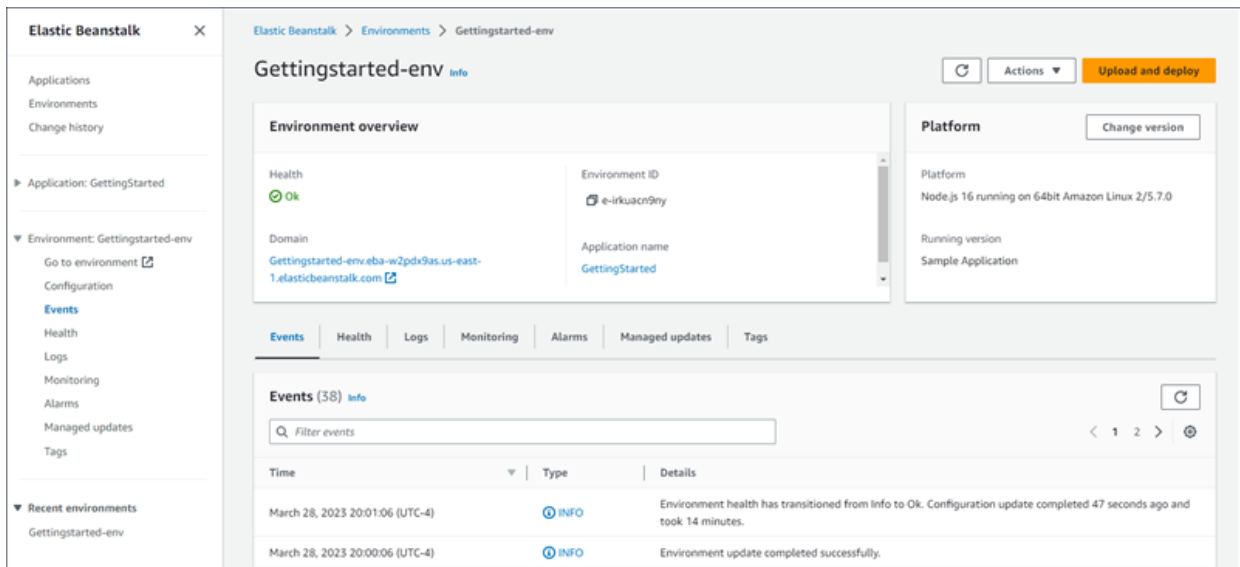 Elastic Beanstalk
Applications
Environments
Change history
Application: GettingStarted
Environment: Gettingstarted-env
Go to environment
Configuration
Events
Health
Logs
Monitoring
Alarms
Managed updates
Tags
Recent environments
Gettingstarted-env
Elastic Beanstalk > Environments > Gettingstarted-env
Gettingstarted-env Info
Actions
Upload and deploy
Environment overview
Health
Ok
Domain
Gettingstarted-env.eba-w2pdx9as.us-east-
1.elasticbeanstalk.com
Environment ID
e-irkuacn9ny
Application name
GettingStarted
Platform
Change version
Platform
Node.js 16 running on 64bit Amazon Linux 2/5.7.0
Running version
Sample Application
Events Health Logs Monitoring Alarms Managed updates Tags
Events (38) Info
Filter events
< 1 2 >
Time Type Details
March 28, 2023 20:01:06 (UTC-4) INFO Environment health has transitioned from Info to Ok. Configuration update completed 47 seconds ago and
took 14 minutes.
March 28, 2023 20:00:06 (UTC-4) INFO Environment update completed successfully.